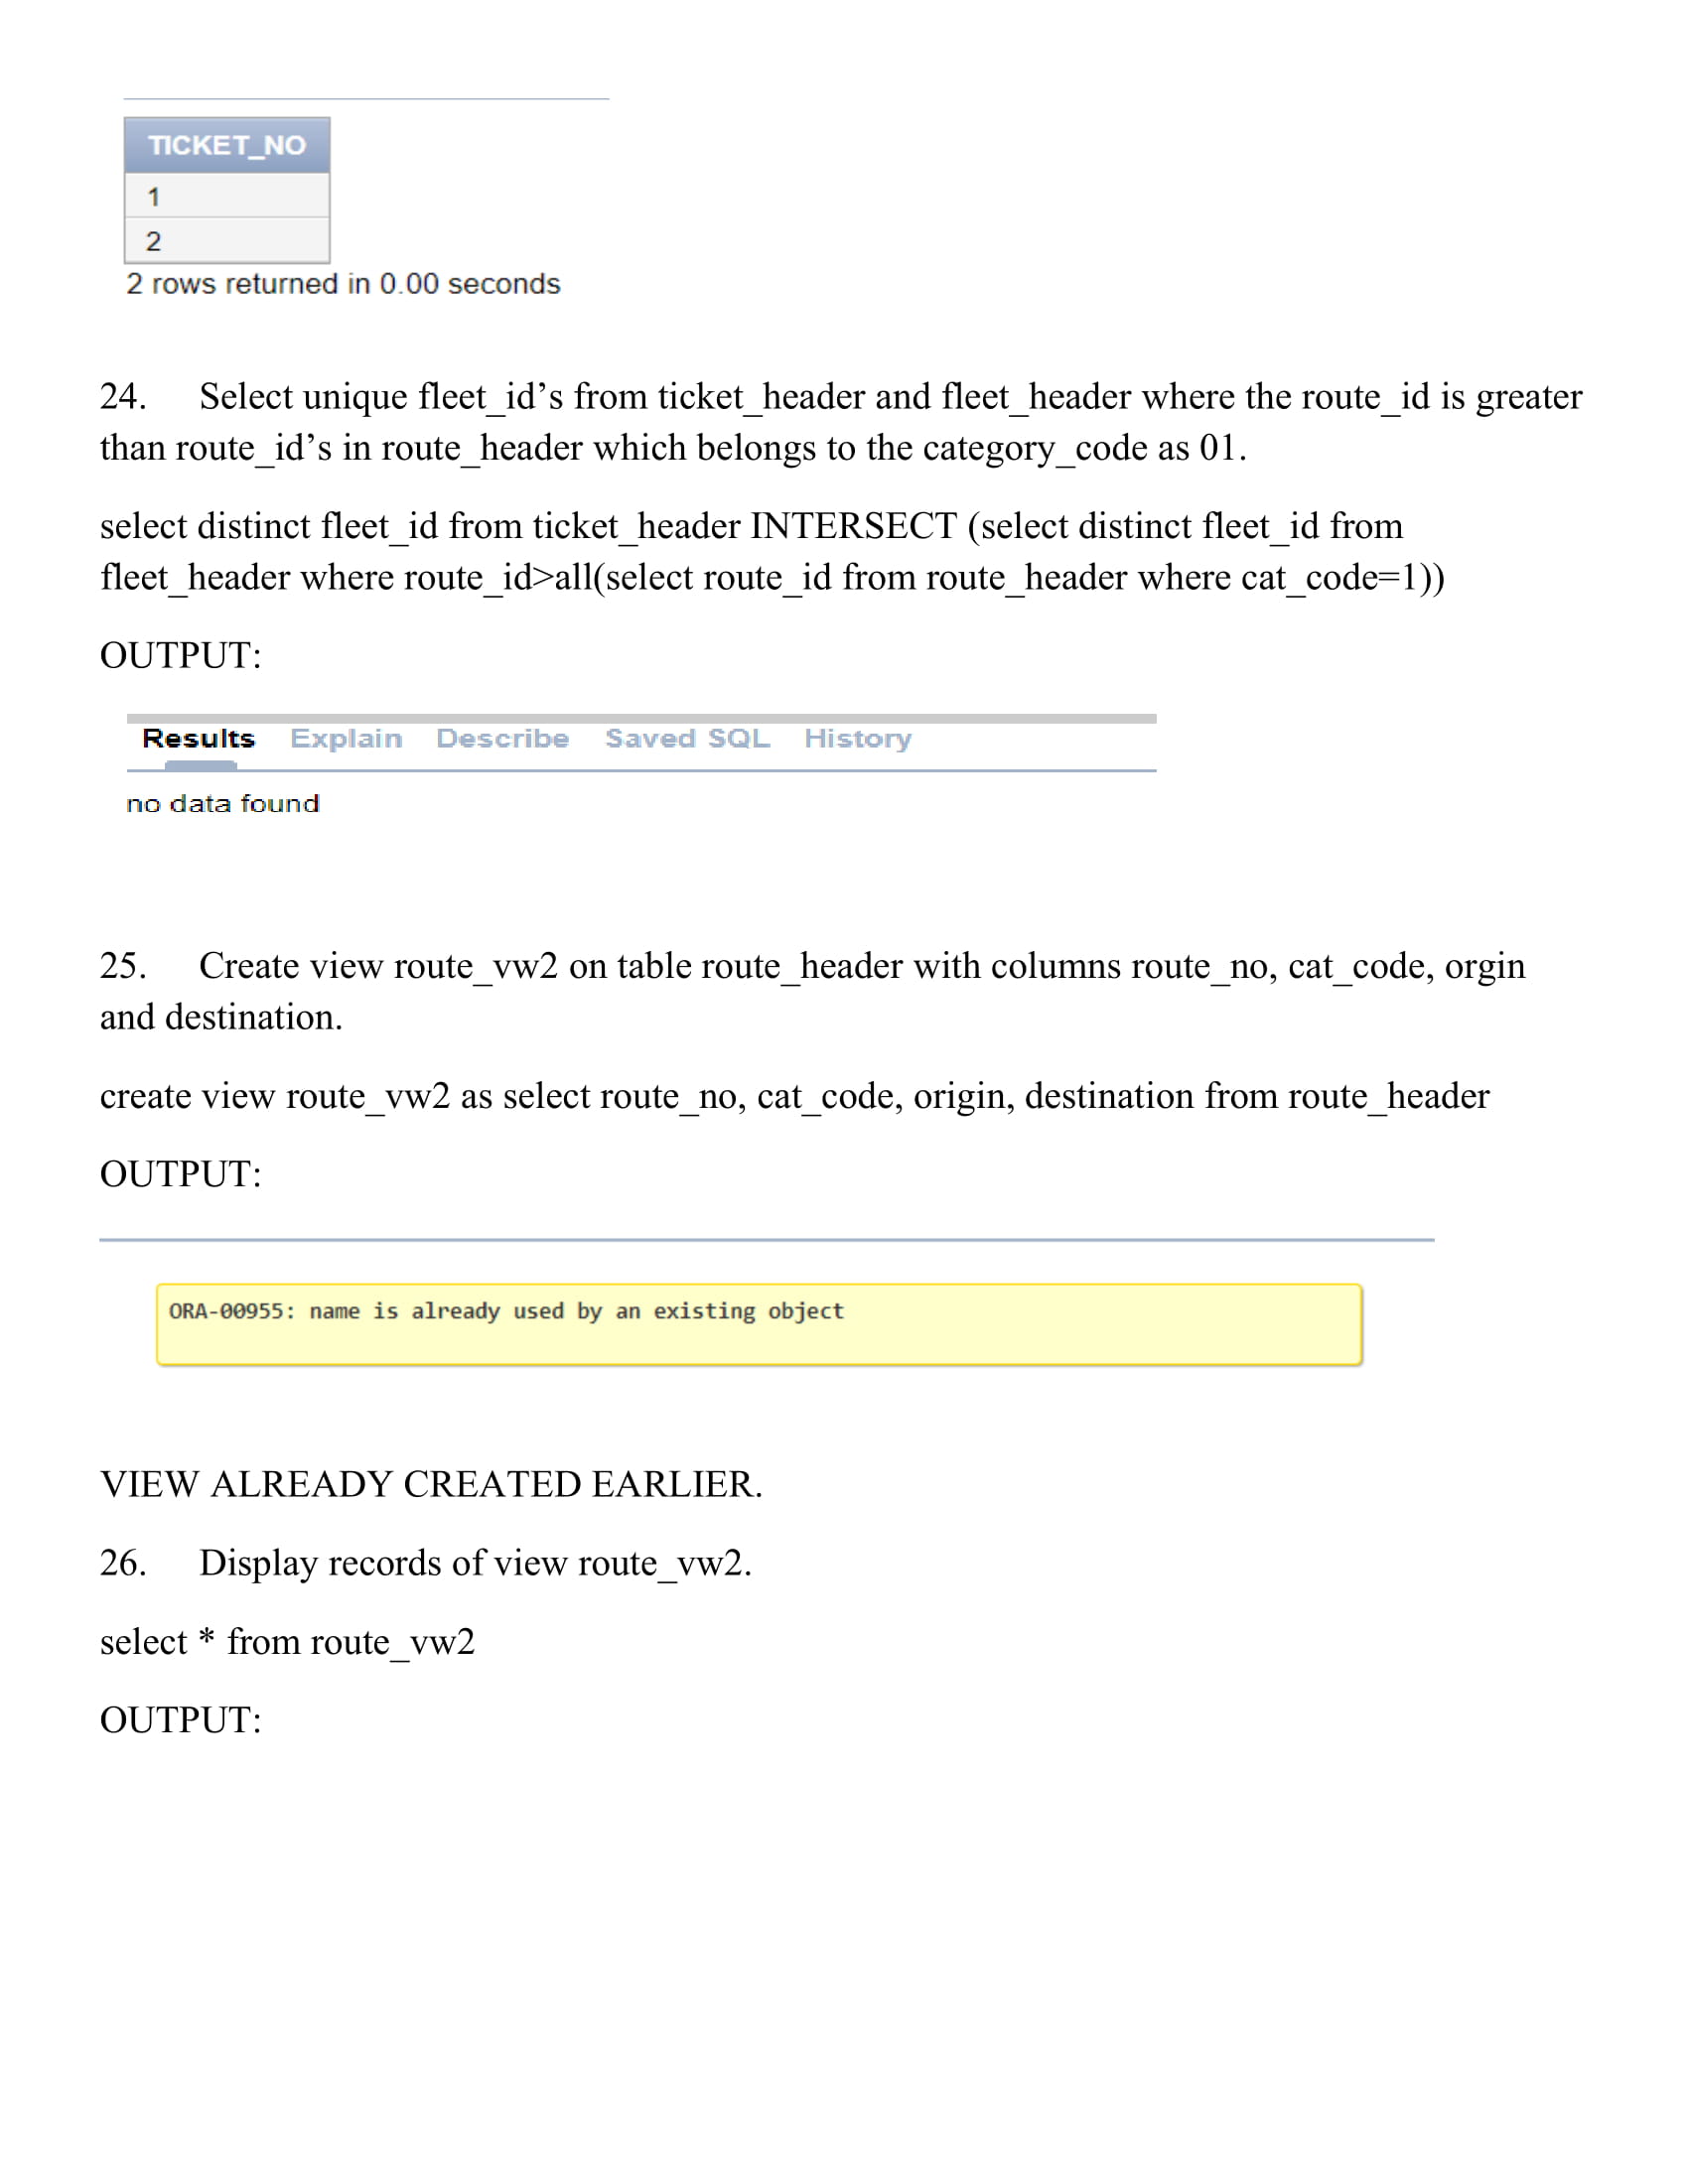 TICKET_NO
1
2
2 rows returned in 0.00 seconds
24. Select unique fleet_id’s from ticket_header and fleet_header where the route_id is greater
than route_id’s in route_header which belongs to the category_code as 01.
select distinct fleet_id from ticket_header INTERSECT (select distinct fleet_id from
fleet_header where route_id>all(select route_id from route_header where cat_code=1))
OUTPUT:
Results Explain Describe Saved SQL History
no data found
25. Create view route_vw2 on table route_header with columns route_no, cat_code, orgin
and destination.
create view route_vw2 as select route_no, cat_code, origin, destination from route_header
OUTPUT:
ORA-00955: name is already used by an existing object
VIEW ALREADY CREATED EARLIER.
26. Display records of view route_vw2.
select * from route_vw2
OUTPUT: